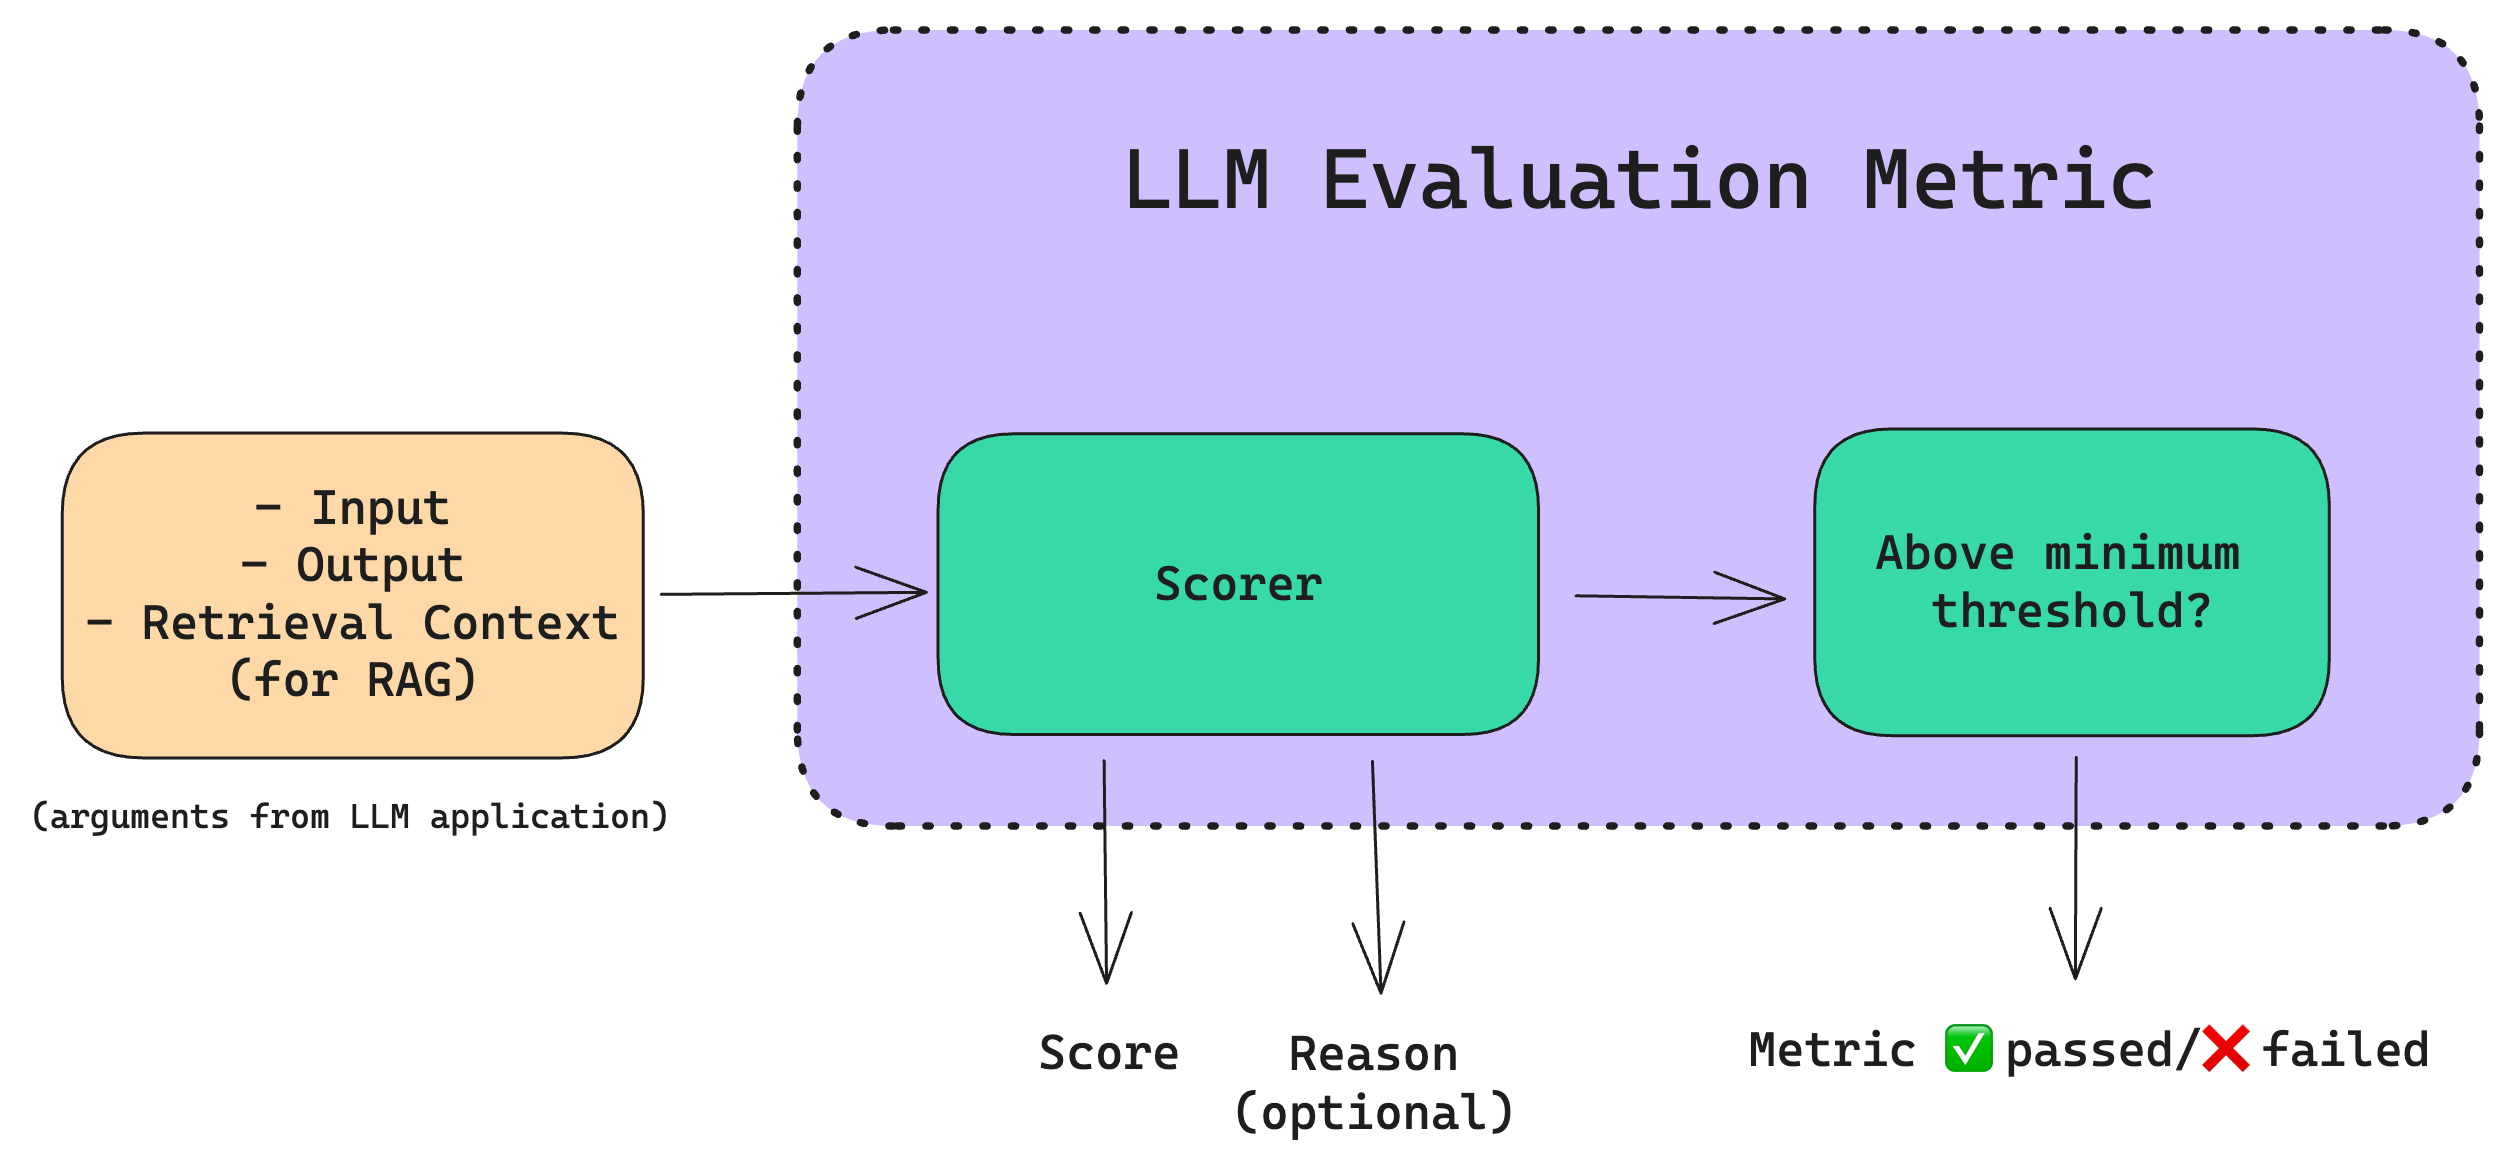 LLM Evaluation Metric
- Input
- Output
- Retrieval Context
(for RAG)
(arguments from LLM application)
Scorer
Above minimum
threshold?
Score
Reason
(optional)
Metric ✅ passed/❌ failed